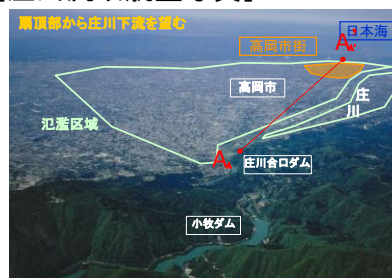 扇頂部から庄川下流を望む
日本海
高岡市街
A'
高岡市
庄川
氾濫区域
A
庄川合口ダム
小牧ダム